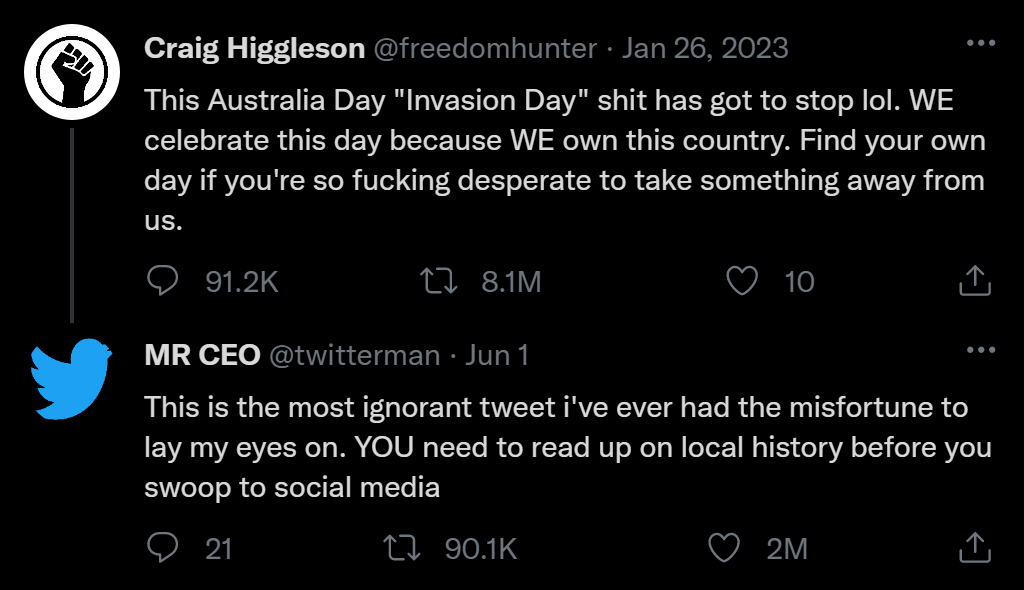 Craig Higgleson @freedomhunter · Jan 26, 2023
This Australia Day "Invasion Day" shit has got to stop lol. WE
celebrate this day because WE own this country. Find your own
day if you're so fucking desperate to take something away from
us.
91.2K 8.1M 10
MR CEO @twitterman · Jun 1
This is the most ignorant tweet i've ever had the misfortune to
lay my eyes on. YOU need to read up on local history before you
swoop to social media
21 90.1K 2M